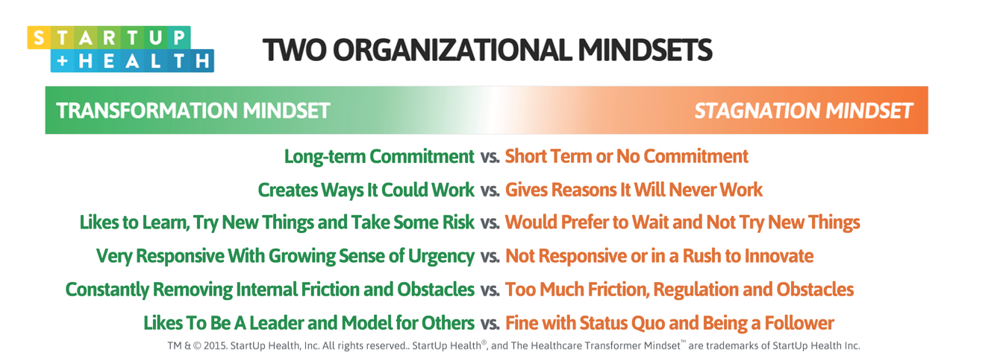 STARTUP
+HEALTH
TWO ORGANIZATIONAL MINDSETS
TRANSFORMATION MINDSET STAGNATION MINDSET
Long-term Commitment vs. Short Term or No Commitment
Creates Ways It Could Work vs. Gives Reasons It Will Never Work
Likes to Learn, Try New Things and Take Some Risk vs. Would Prefer to Wait and Not Try New Things
Very Responsive With Growing Sense of Urgency vs. Not Responsive or in a Rush to Innovate
Constantly Removing Internal Friction and Obstacles vs. Too Much Friction, Regulation and Obstacles
Likes To Be A Leader and Model for Others vs. Fine with Status Quo and Being a Follower
TM & © 2015. StartUp Health, Inc. All rights reserved.. StartUp Health®, and The Healthcare Transformer Mindset™ are trademarks of StartUp Health Inc.